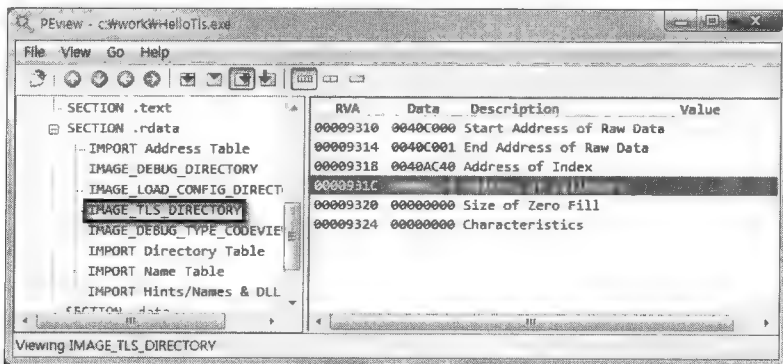 PEview - c:₩work₩HelloTls.exe
File View Go Help
SECTION .text
SECTION .rdata
IMPORT Address Table
IMAGE_DEBUG_DIRECTORY
IMAGE_LOAD_CONFIG_DIRECT
IMAGE_TLS_DIRECTORY
IMAGE_DEBUG_TYPE_CODEVIE
IMPORT Directory Table
IMPORT Name Table
IMPORT Hints/Names & DLL
SECTION .data
RVA Data Description Value
00009310 0040C000 Start Address of Raw Data
00009314 0040C001 End Address of Raw Data
00009318 0040AC40 Address of Index
0000931C
00009320 00000000 Size of Zero Fill
00009324 00000000 Characteristics
Viewing IMAGE_TLS_DIRECTORY